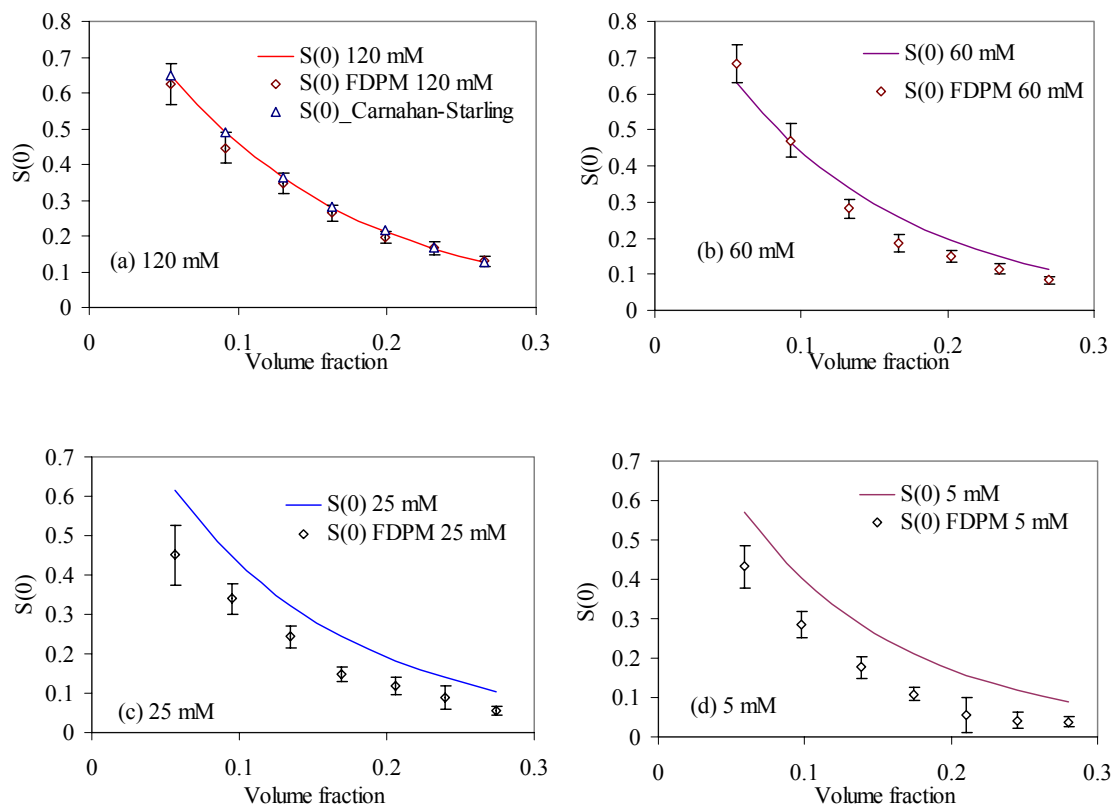 0.8
0.7
0.6
0.5
0.4
0.3
0.2
0.1
0
S(0)
S(0) 120 mM
S(0) FDPM 120 mM
S(0)_Carnahan-Starling
(a) 120 mM
0
0.1
0.2
0.3
Volume fraction
0.8
0.7
0.6
0.5
0.4
0.3
0.2
0.1
0
S(0)
S(0) 60 mM
S(0) FDPM 60 mM
(b) 60 mM
0
0.1
0.2
0.3
Volume fraction
0.7
0.6
0.5
0.4
0.3
0.2
0.1
0
S(0)
S(0) 25 mM
S(0) FDPM 25 mM
(c) 25 mM
0
0.1
0.2
0.3
Volume fraction
0.7
0.6
0.5
0.4
0.3
0.2
0.1
0
S(0)
S(0) 5 mM
S(0) FDPM 5 mM
(d) 5 mM
0
0.1
0.2
0.3
Volume fraction